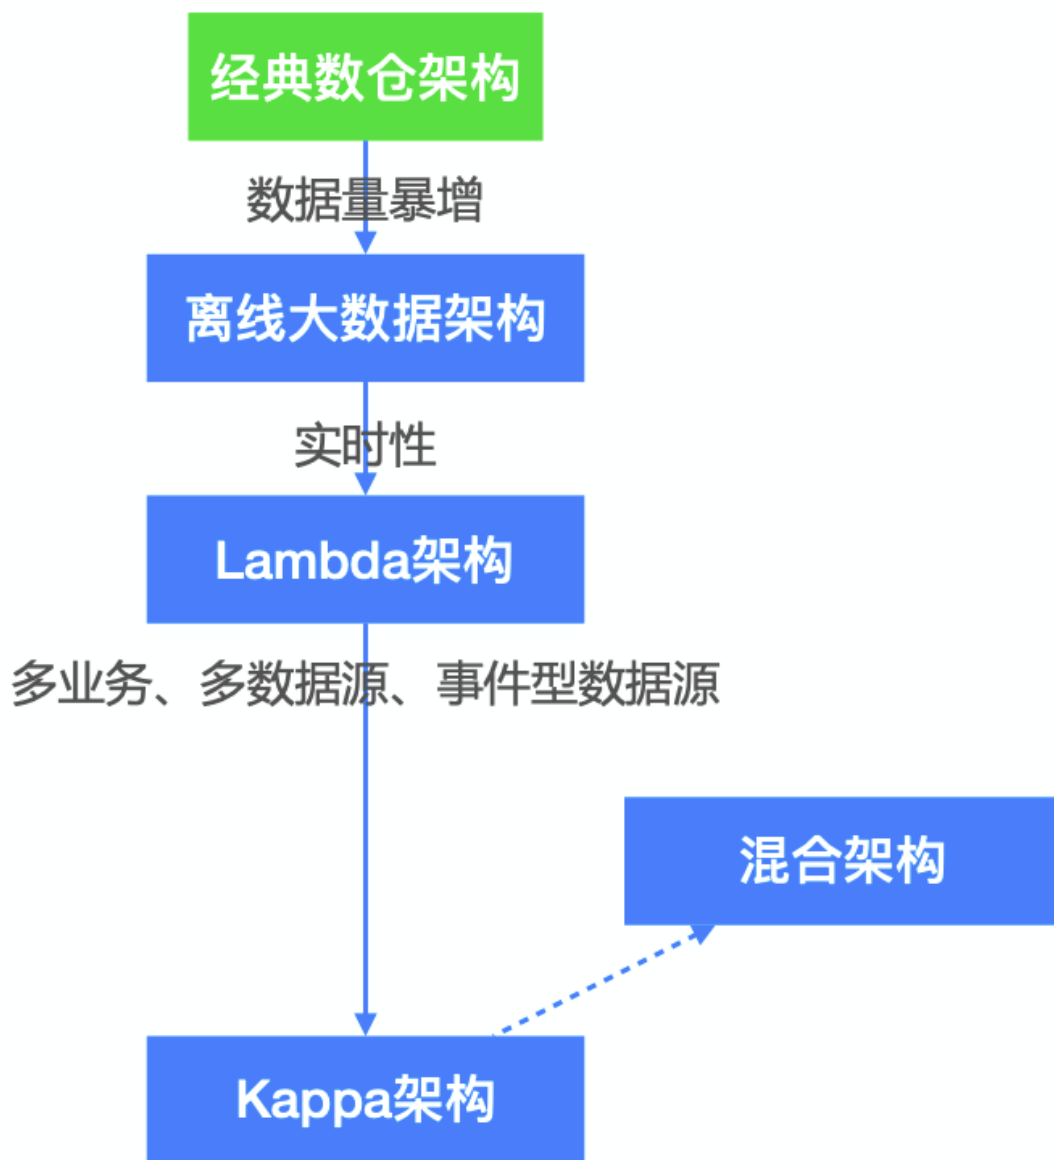 经典数仓架构
数据量暴增
离线大数据架构
实时性
Lambda架构
多业务、多数据源、事件型数据源
混合架构
Kappa架构